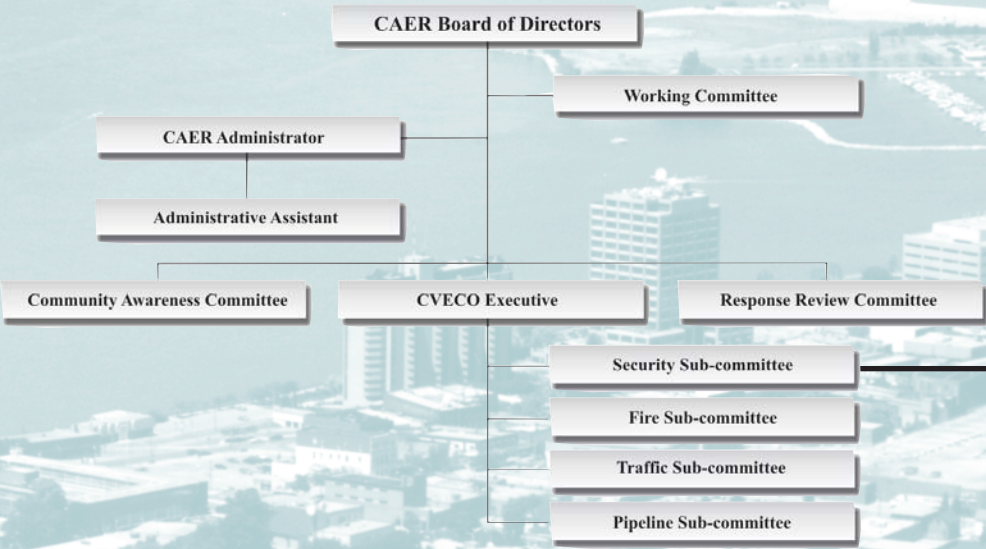 CAER Board of Directors
Working Committee
CAER Administrator
Administrative Assistant
Community Awareness Committee
CVECO Executive
Response Review Committee
Security Sub-committee
Fire Sub-committee
Traffic Sub-committee
Pipeline Sub-committee